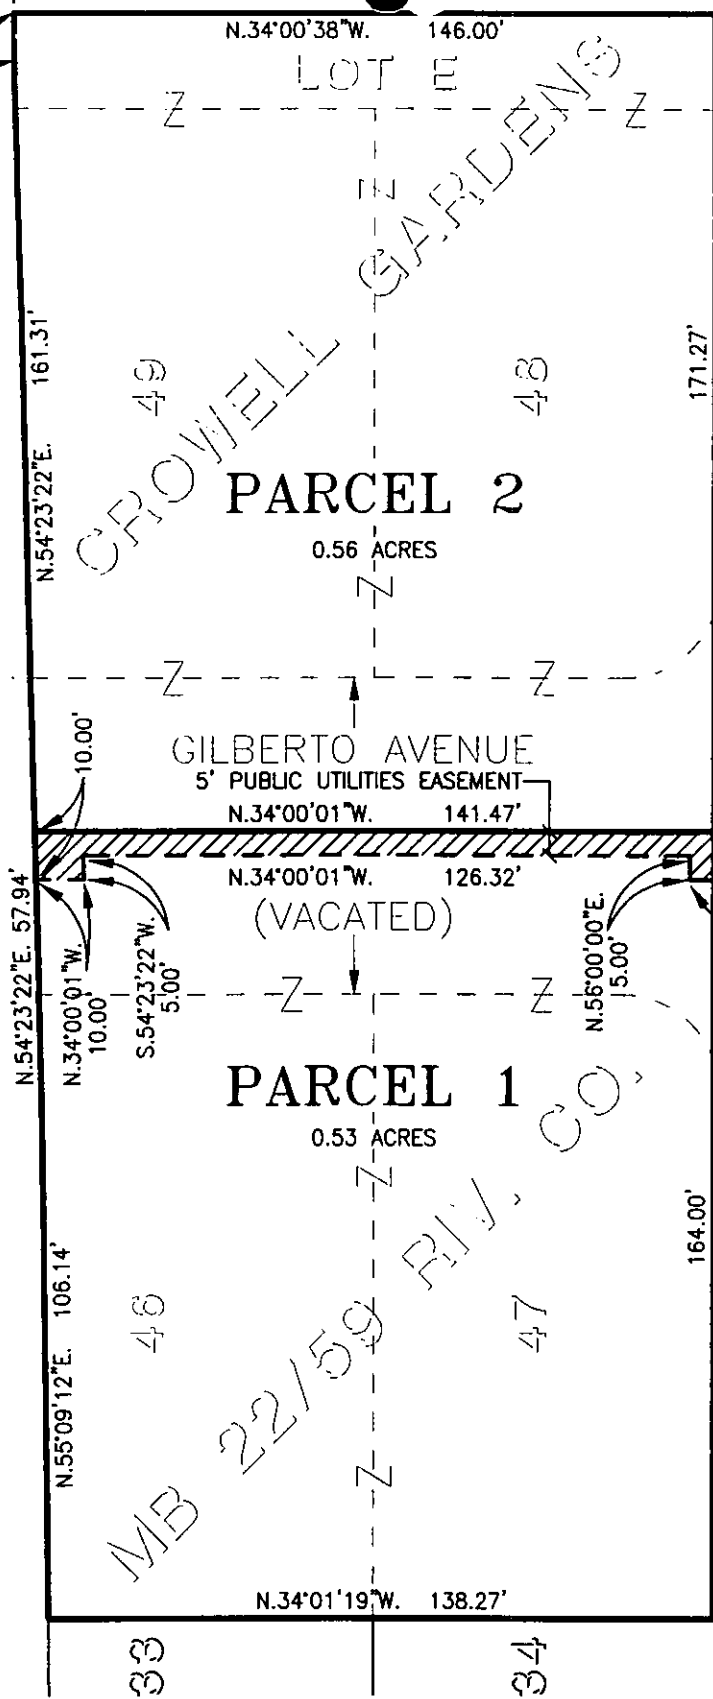 N.34°00'38"W. 146.00'
LOT E
Z Z
Z
CROWELL GARDENS
N.54°23'22"E. 161.31'
49
48
171.27'
PARCEL 2
0.56 ACRES
Z
Z Z
10.00'
GILBERTO AVENUE
5' PUBLIC UTILITIES EASEMENT
N.34°00'01"W. 141.47'
N.34°00'01"W. 126.32'
(VACATED)
N.54°23'22"E. 57.94'
N.34°00'01"W.
10.00
S.54°23'22"W.
5.00'
N.56°00'00"E.
5.00'
Z Z
PARCEL 1
0.53 ACRES
Z
MB 22/59 RIV. CO.
N.55°09'12"E. 106.14'
46
47
164.00'
Z
N.34°01'19"W. 138.27'
33
34